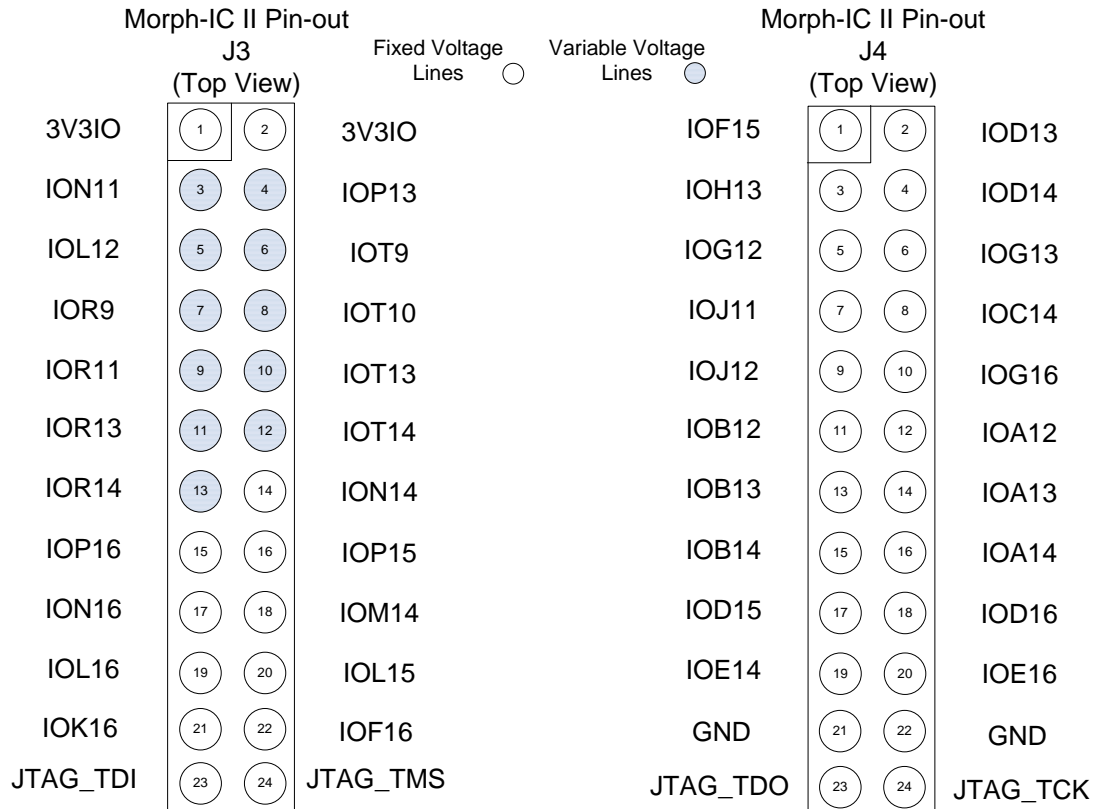 Morph-IC II Pin-out
J3
(Top View)
Fixed Voltage
Lines
Variable Voltage
Lines
Morph-IC II Pin-out
J4
(Top View)
3V3IO 1 2 3V3IO
ION11 3 4 IOP13
IOL12 5 6 IOT9
IOR9 7 8 IOT10
IOR11 9 10 IOT13
IOR13 11 12 IOT14
IOR14 13 14 ION14
IOP16 15 16 IOP15
ION16 17 18 IOM14
IOL16 19 20 IOL15
IOK16 21 22 IOF16
JTAG_TDI 23 24 JTAG_TMS
IOF15 1 2 IOD13
IOH13 3 4 IOD14
IOG12 5 6 IOG13
IOJ11 7 8 IOC14
IOJ12 9 10 IOG16
IOB12 11 12 IOA12
IOB13 13 14 IOA13
IOB14 15 16 IOA14
IOD15 17 18 IOD16
IOE14 19 20 IOE16
GND 21 22 GND
JTAG_TDO 23 24 JTAG_TCK